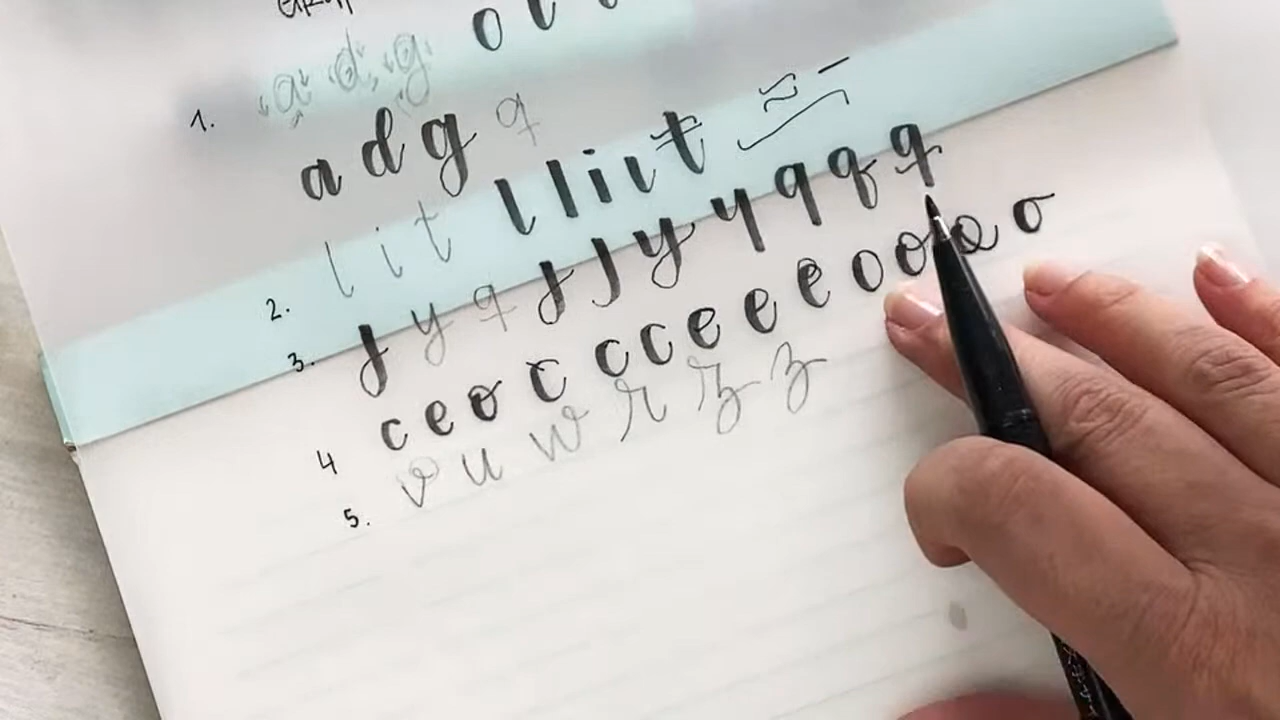 o
1. a d, g
a d g q
2. l i t l l i i t
3. j y q j j y y q q q
4 c e o c c c e e e o o o o
5. v u w r z z